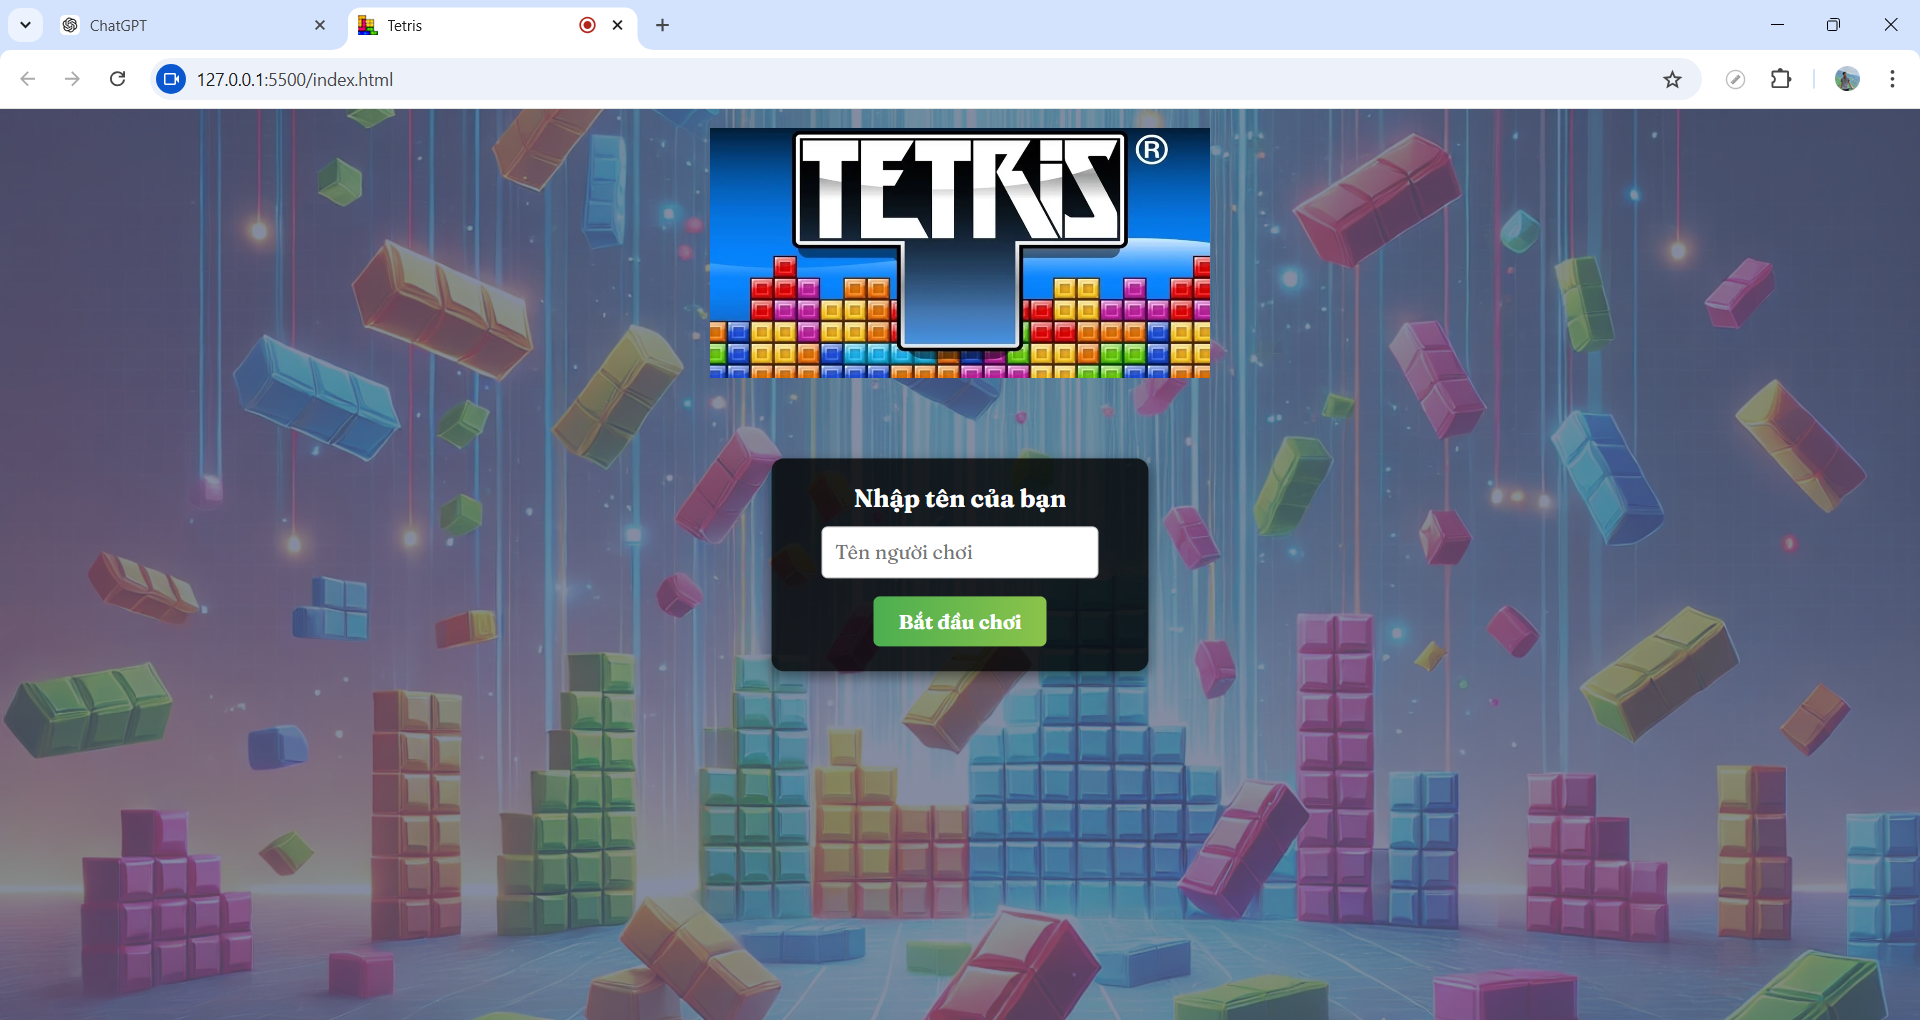 ChatGPT
Tetris
127.0.0.1:5500/index.html
TETRIS ®
Nhập tên của bạn
Tên người chơi
Bắt đầu chơi